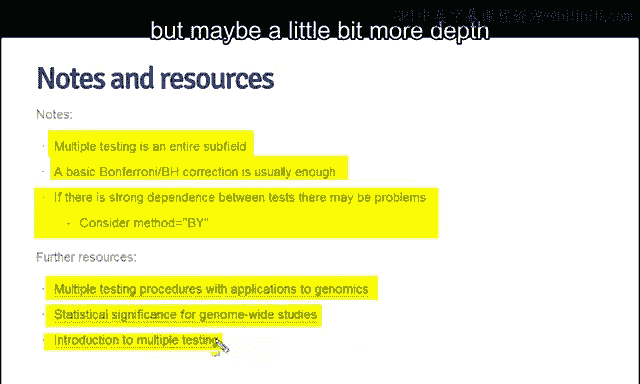 but maybe a little bit more depth
Notes and resources
Notes:
Multiple testing is an entire subfield
A basic Bonferroni/BH correction is usually enough
If there is strong dependence between tests there may be problems
Consider method="BY"
Further resources:
Multiple testing procedures with applications to genomics
Statistical significance for genome-wide studies
Introduction to multiple testing